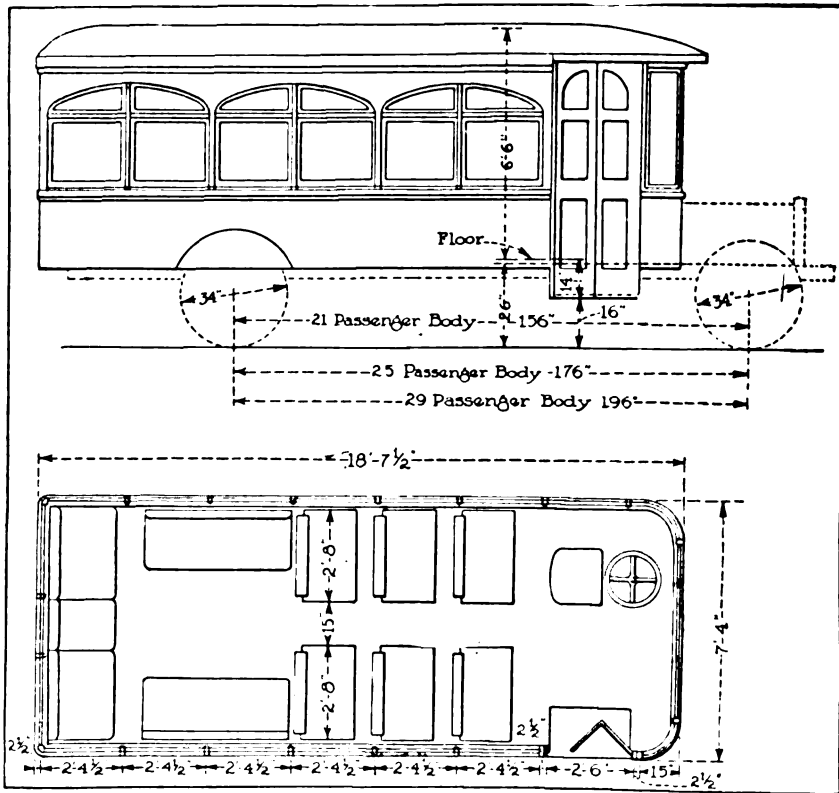 6'-6"
Floor
14"
34"
26"
16"
34"
21 Passenger Body 156"
25 Passenger Body -176"
29 Passenger Body 196"
18'-7½"
2'-8"
15"
2'-8"
7'-4"
2½"
2½"
2-4½ 2-4½ 2-4½ 2-4½ 2-4½ 2-4½ 2-6" 15"
2½"